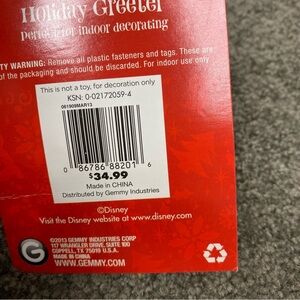 Holiday Greeter
perfect for indoor decorating
TY WARNING: Remove all plastic fasteners and tags. These are
of the packaging and should be discarded. For indoor use only.
This is not a toy, for decoration only
KSN: 0-02172059-4
061909MAR13
0 86786 88201 6
$34.99
Made in CHINA
Distributed by Gemmy Industries
©Disney
Visit the Disney website at www.disney.com
G
©2013 GEMMY INDUSTRIES CORP
117 WRANGLER DRIVE, SUITE 100
COPPELL, TX 75019 U.S.A.
MADE IN CHINA
WWW.GEMMY.COM